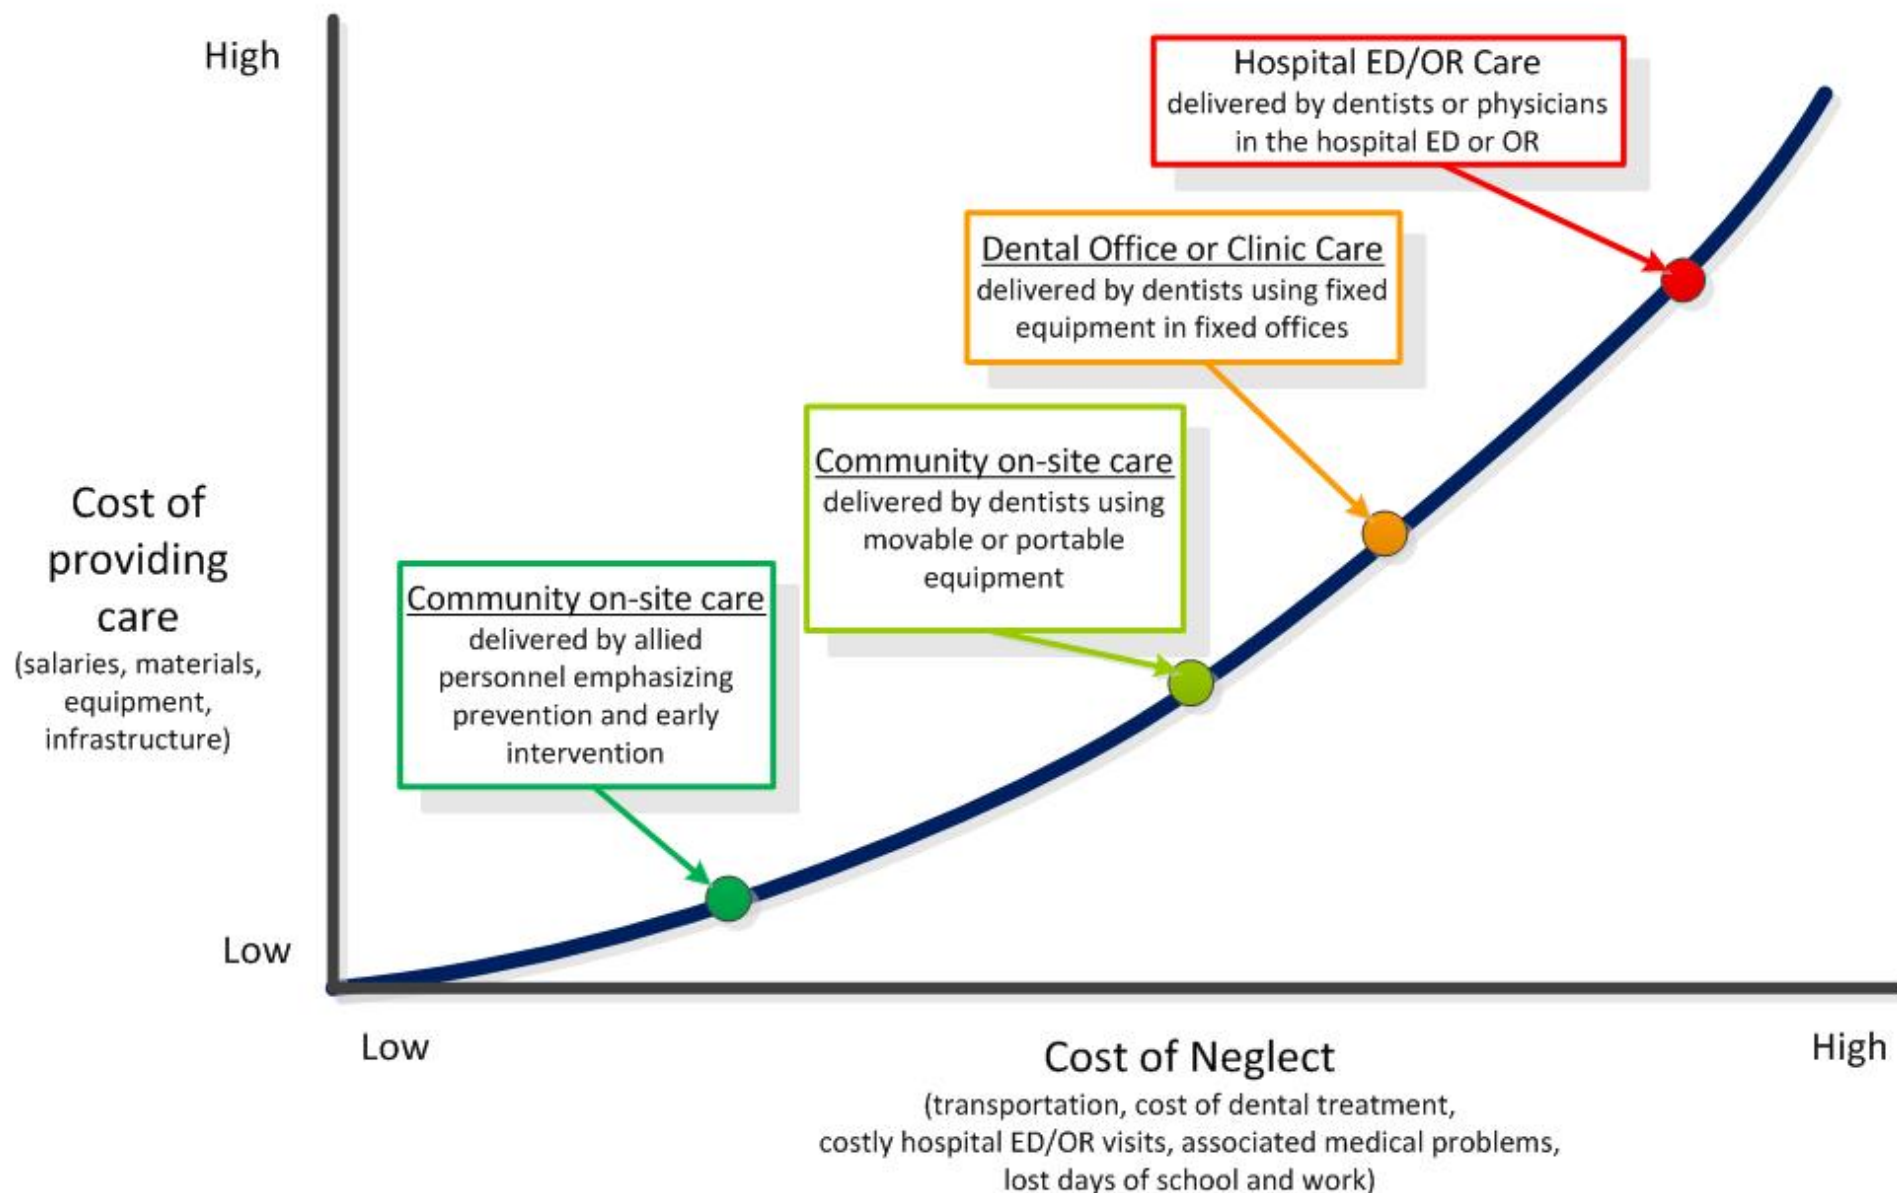 High
Hospital ED/OR Care
delivered by dentists or physicians
in the hospital ED or OR
Dental Office or Clinic Care
delivered by dentists using fixed
equipment in fixed offices
Community on-site care
delivered by dentists using
movable or portable
equipment
Community on-site care
delivered by allied
personnel emphasizing
prevention and early
intervention
Cost of
providing
care
(salaries, materials,
equipment,
infrastructure)
Low
Low
Cost of Neglect
(transportation, cost of dental treatment,
costly hospital ED/OR visits, associated medical problems,
lost days of school and work)
High